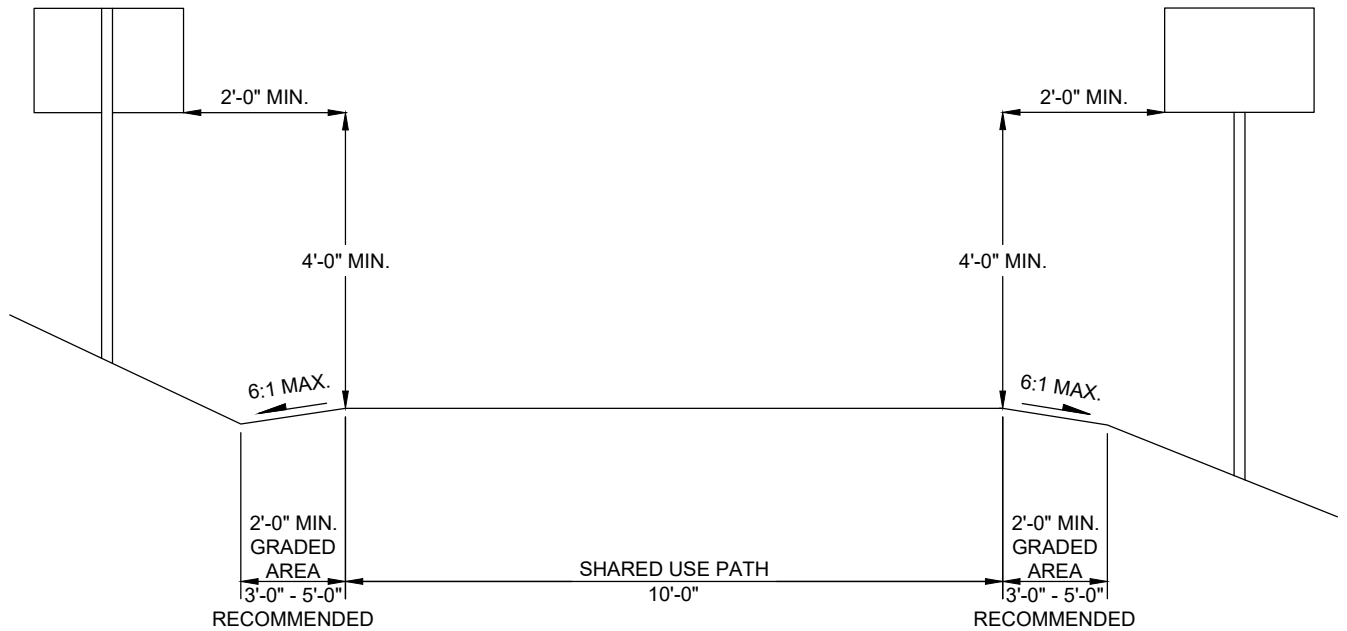 2'-0" MIN.
2'-0" MIN.
4'-0" MIN.
4'-0" MIN.
6:1 MAX.
6:1 MAX.
2'-0" MIN.
GRADED
AREA
3'-0" - 5'-0"
RECOMMENDED
SHARED USE PATH
10'-0"
2'-0" MIN.
GRADED
AREA
3'-0" - 5'-0"
RECOMMENDED